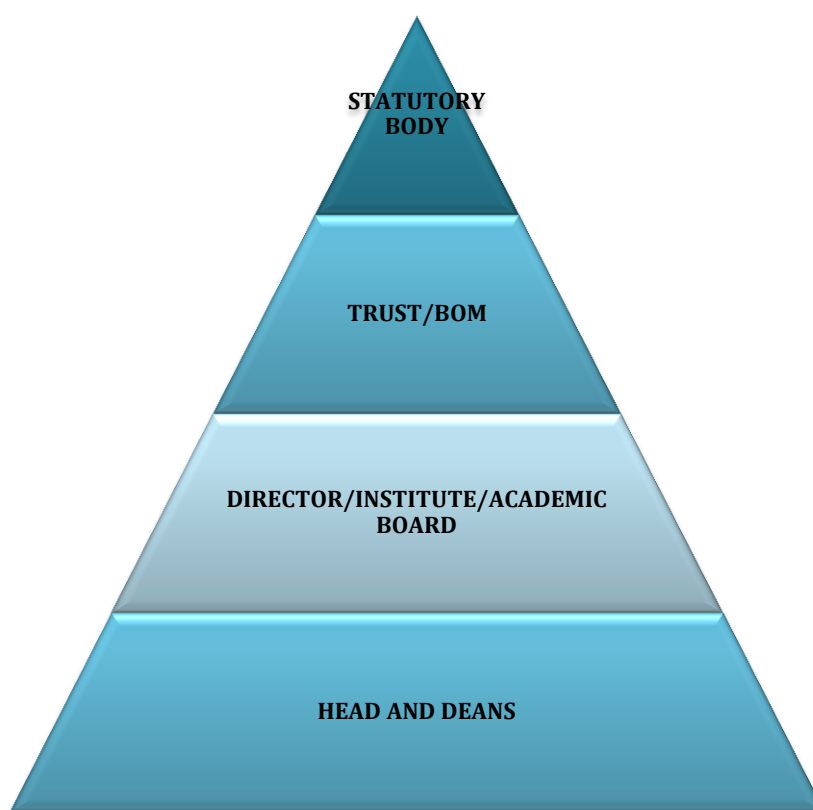 STATUTORY
BODY
TRUST/BOM
DIRECTOR/INSTITUTE/ACADEMIC
BOARD
HEAD AND DEANS